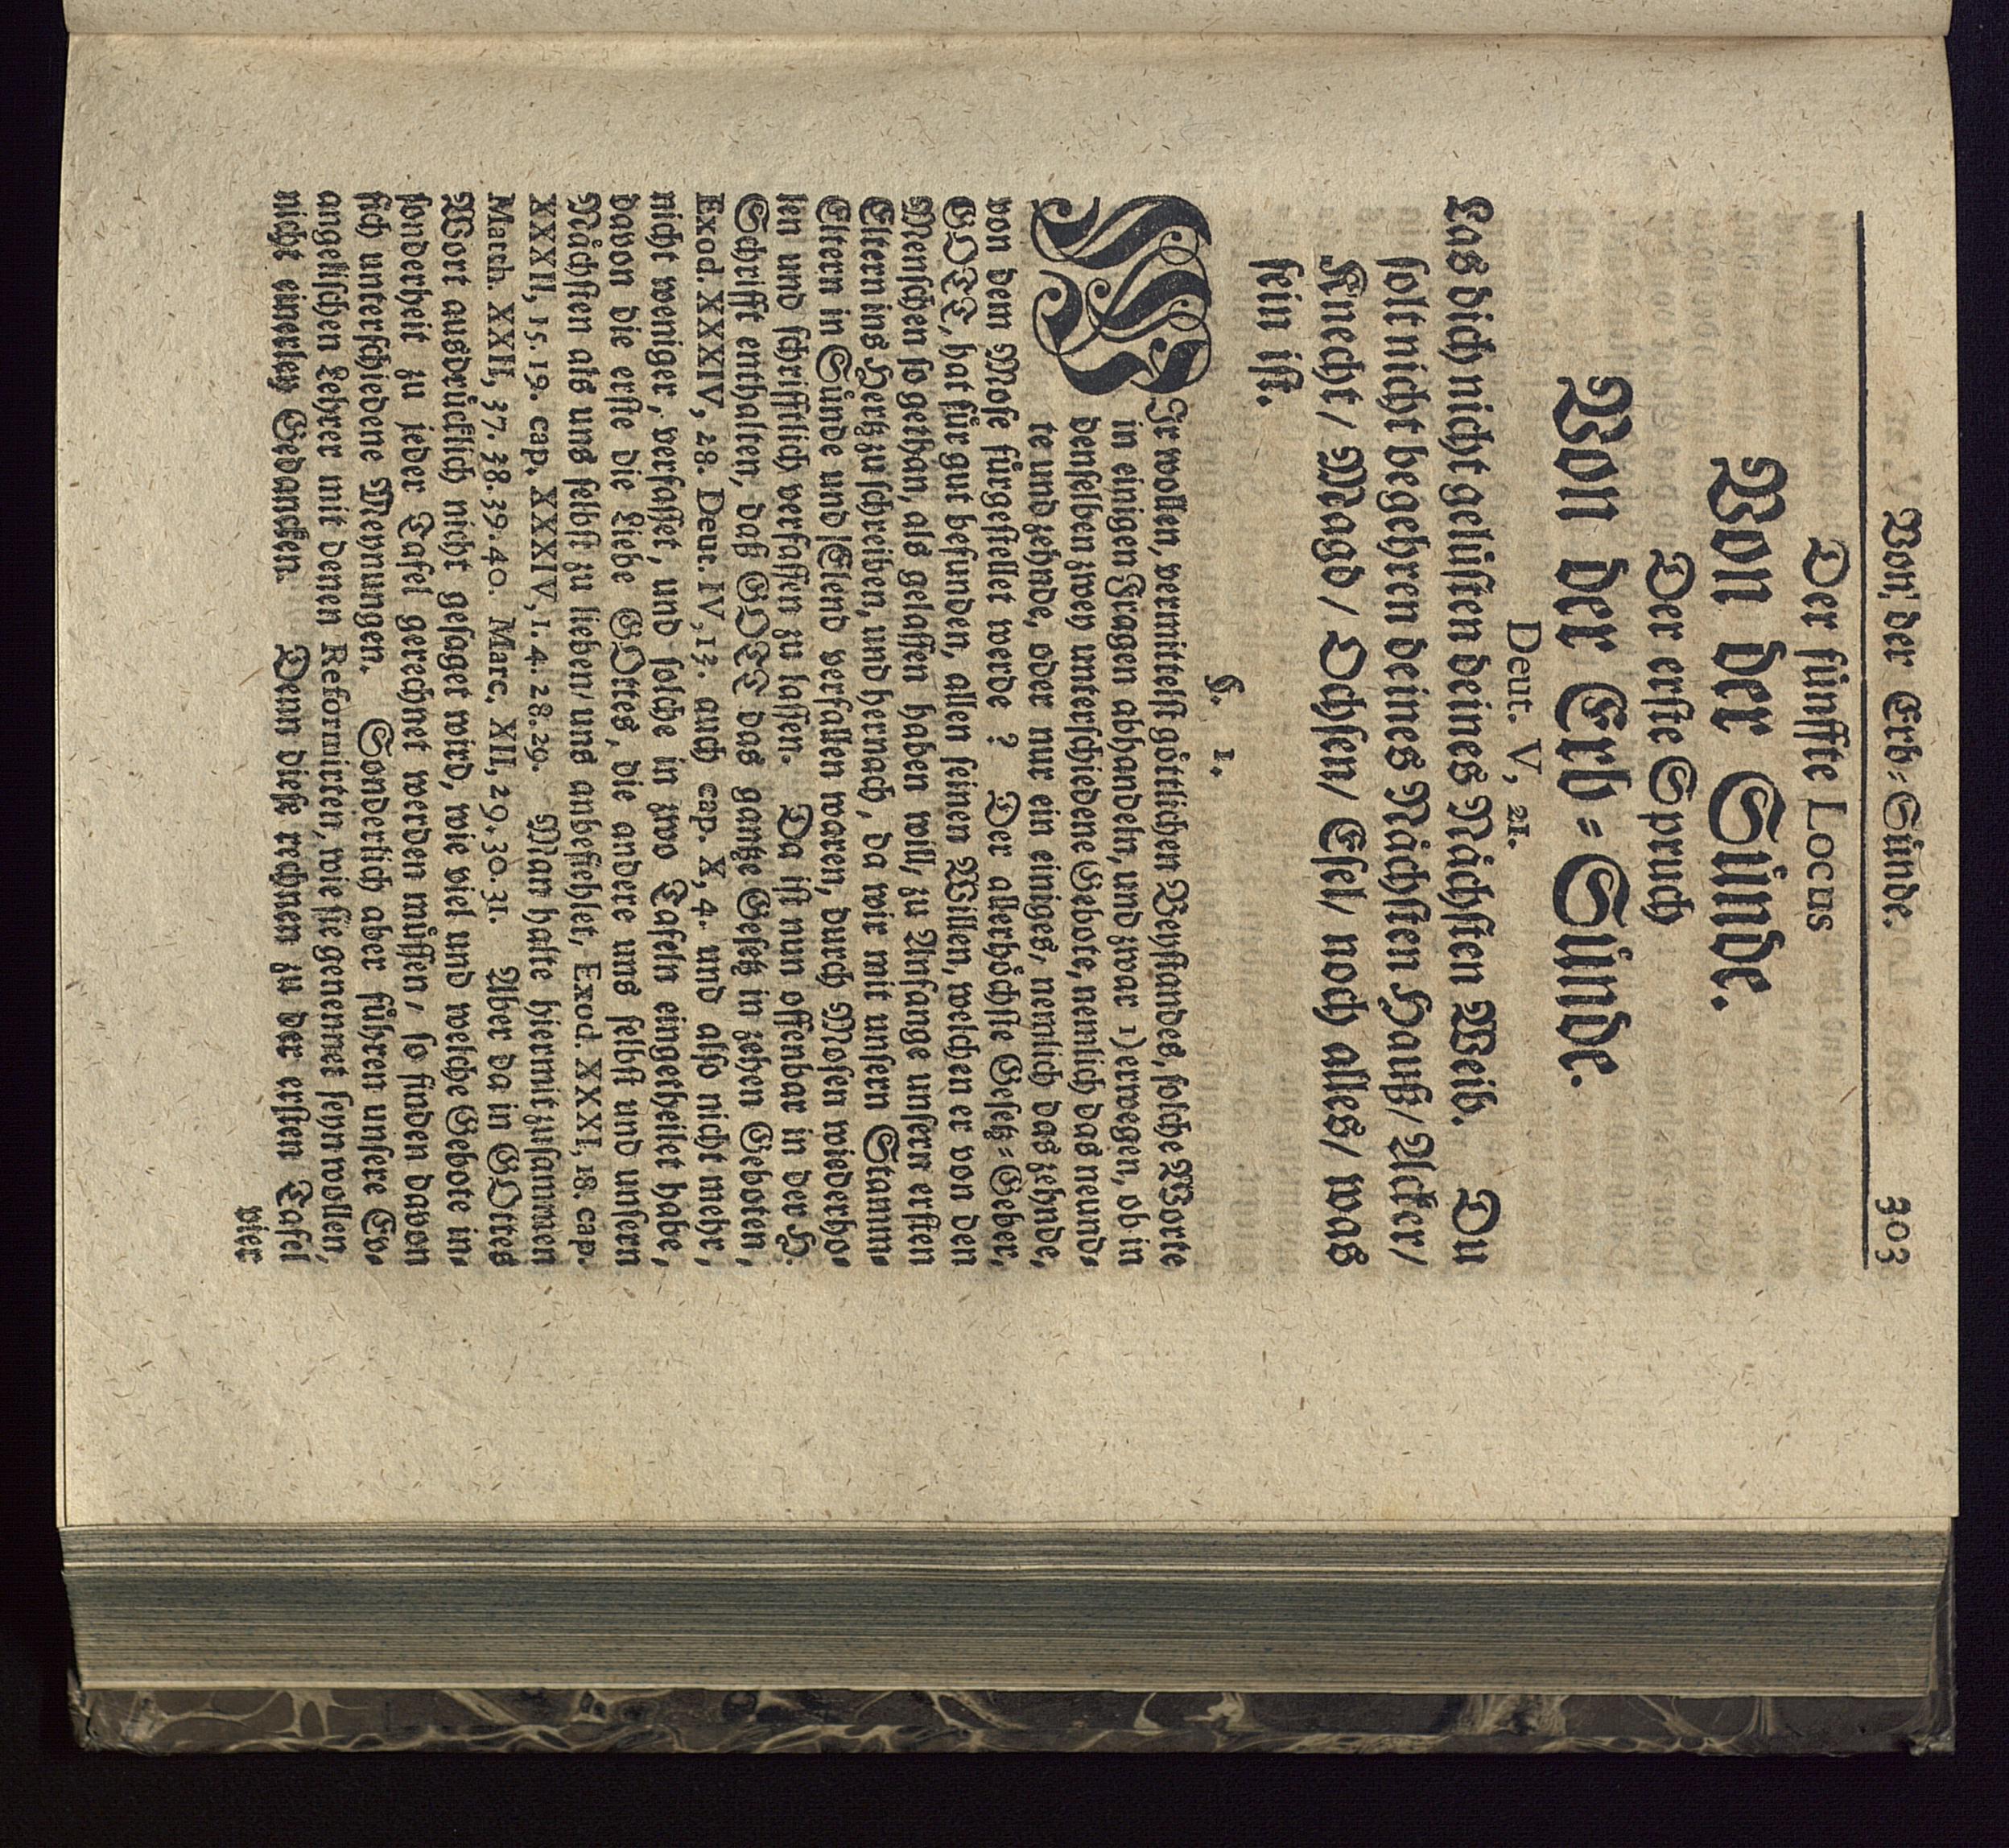 Von der Erb-Sünde. 303
Der fünffte Locus
Von der Sünde.
Der erste Spruch
Von der Erb-Sünde.
Deut. V, 21.
Laß dich nicht gelüsten deines Nächsten Weib. Du
solt nicht begehren deines Nächsten Hauß/ Acker/
Knecht/ Magd/ Ochsen/ Esel/ noch alles/ was
sein ist.
§. 1.
WJr wollen, vermittelst göttlichen Beystandes, solche Worte
in einigen Fragen abhandeln, und zwar 1) erwegen, ob in
denselben zwey unterschiedene Gebote, nemlich das neund-
te und zehnde, oder nur ein einiges, nemlich das zehnde,
von dem Mose fürgestellet werde? Der allerhöchste Gesetz-Geber,
GOTT, hat für gut befunden, allen seinen Willen, welchen er von den
Menschen so gethan, als gelassen haben will, zu Anfange unsern ersten
Eltern ins Hertz zu schreiben, und hernach, da wir mit unsern Stamm-
Eltern in Sünde und Elend verfallen waren, durch Mosen wiederho-
len und schrifftlich verfassen zu lassen. Da ist nun offenbar in der H.
Schrifft enthalten, daß GOTT das gantze Gesetz in zehen Geboten,
Exod. XXXIV, 28. Deut. IV, 13. auch cap. X, 4. und also nicht mehr,
nicht weniger, verfasset, und solche in zwo Tafeln eingetheilet habe,
davon die erste die Liebe GOttes, die andere uns selbst und unsern
Nächsten als uns selbst zu lieben/ uns anbefiehlet, Exod. XXXI, 18. cap.
XXXII, 15. 19. cap. XXXIV, 1. 4. 28. 29. Man halte hiermit zusammen
Matth. XXII, 37. 38. 39. 40. Marc. XII, 29. 30. 31. Aber da in GOttes
Wort ausdrücklich nicht gesaget wird, wie viel und welche Gebote in-
sonderheit zu jeder Tafel gerechnet werden müssen, so finden davon
sich unterschiedene Meynungen. Sonderlich aber führen unsere Ev-
angelischen Lehrer mit denen Reformirten, wie sie genennet seyn wollen,
nicht einerley Gedancken. Denn diese rechnen zu der ersten Tafel
vier